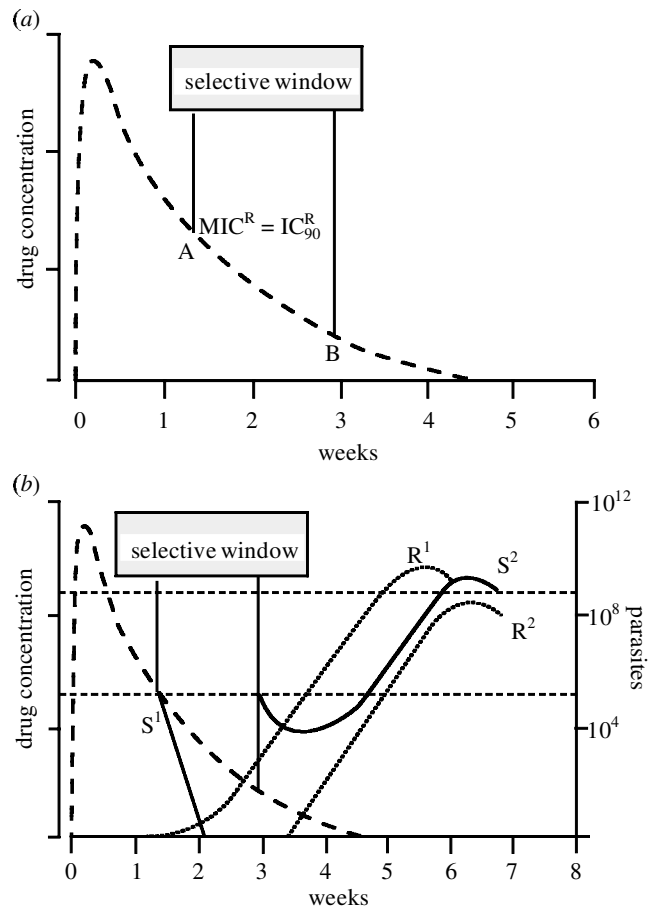 (a)
selective window
drug concentration
MIC^R = IC_90^R
A
B
0 1 2 3 4 5 6
weeks
(b)
selective window
drug concentration
S^1
R^1
S^2
R^2
10^12
10^8
10^4
parasites
0 1 2 3 4 5 6 7 8
weeks